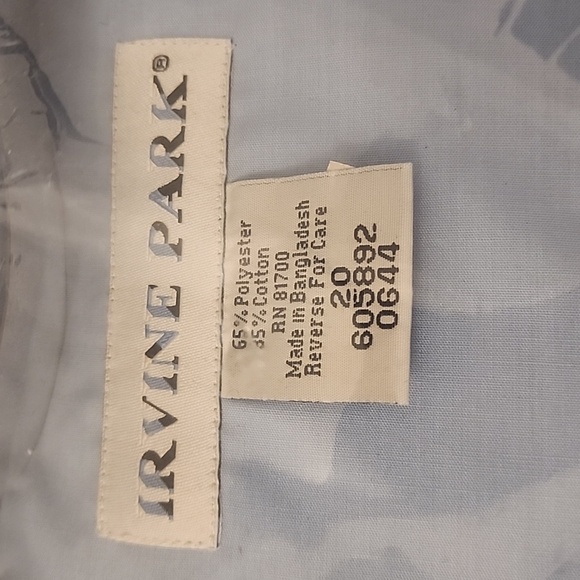 IRVINE PARK®
65% Polyester
35% Cotton
RN 81700
Made in Bangladesh
Reverse For Care
20
605892
0644